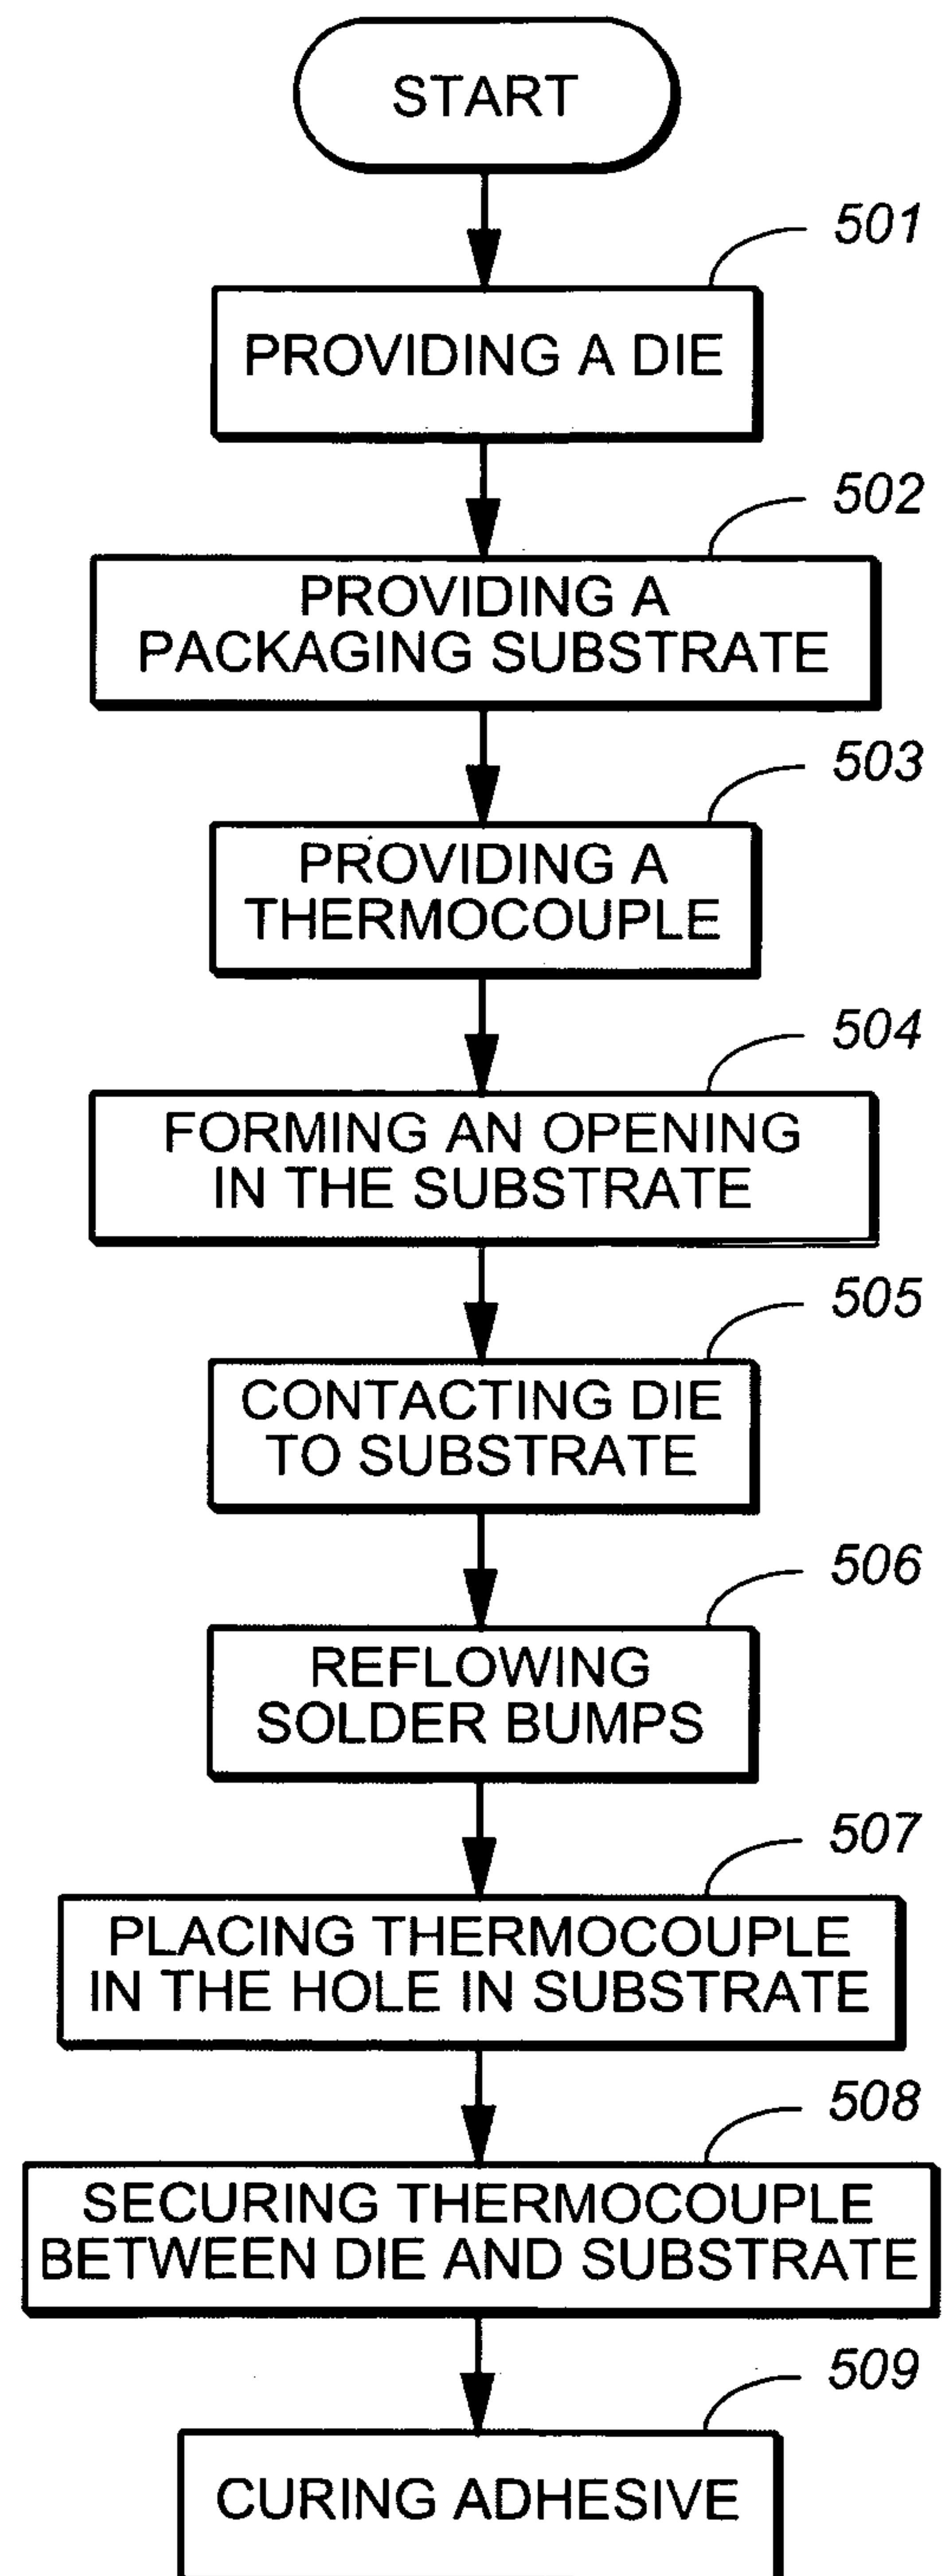 START
501
PROVIDING A DIE
502
PROVIDING A
PACKAGING SUBSTRATE
503
PROVIDING A
THERMOCOUPLE
504
FORMING AN OPENING
IN THE SUBSTRATE
505
CONTACTING DIE
TO SUBSTRATE
506
REFLOWING
SOLDER BUMPS
507
PLACING THERMOCOUPLE
IN THE HOLE IN SUBSTRATE
508
SECURING THERMOCOUPLE
BETWEEN DIE AND SUBSTRATE
509
CURING ADHESIVE